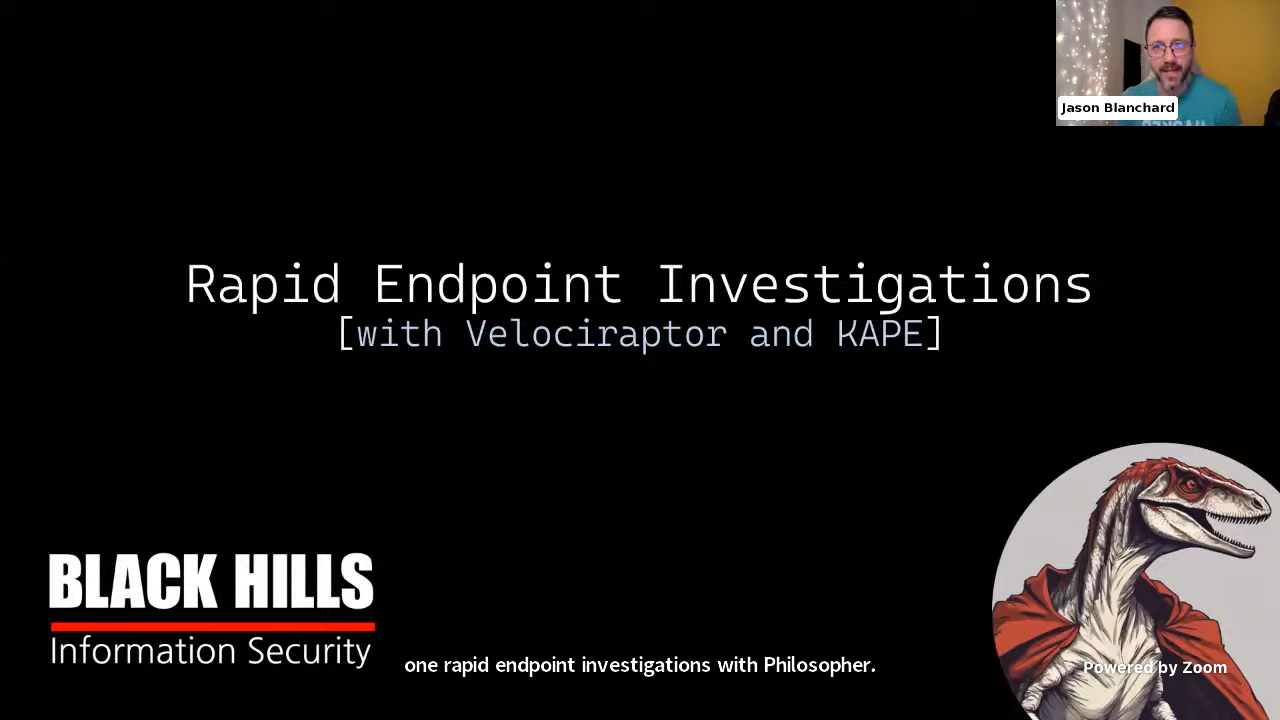 Jason Blanchard
Rapid Endpoint Investigations
[with Velociraptor and KAPE]
BLACK HILLS
Information Security
one rapid endpoint investigations with Philosopher.
Powered by Zoom